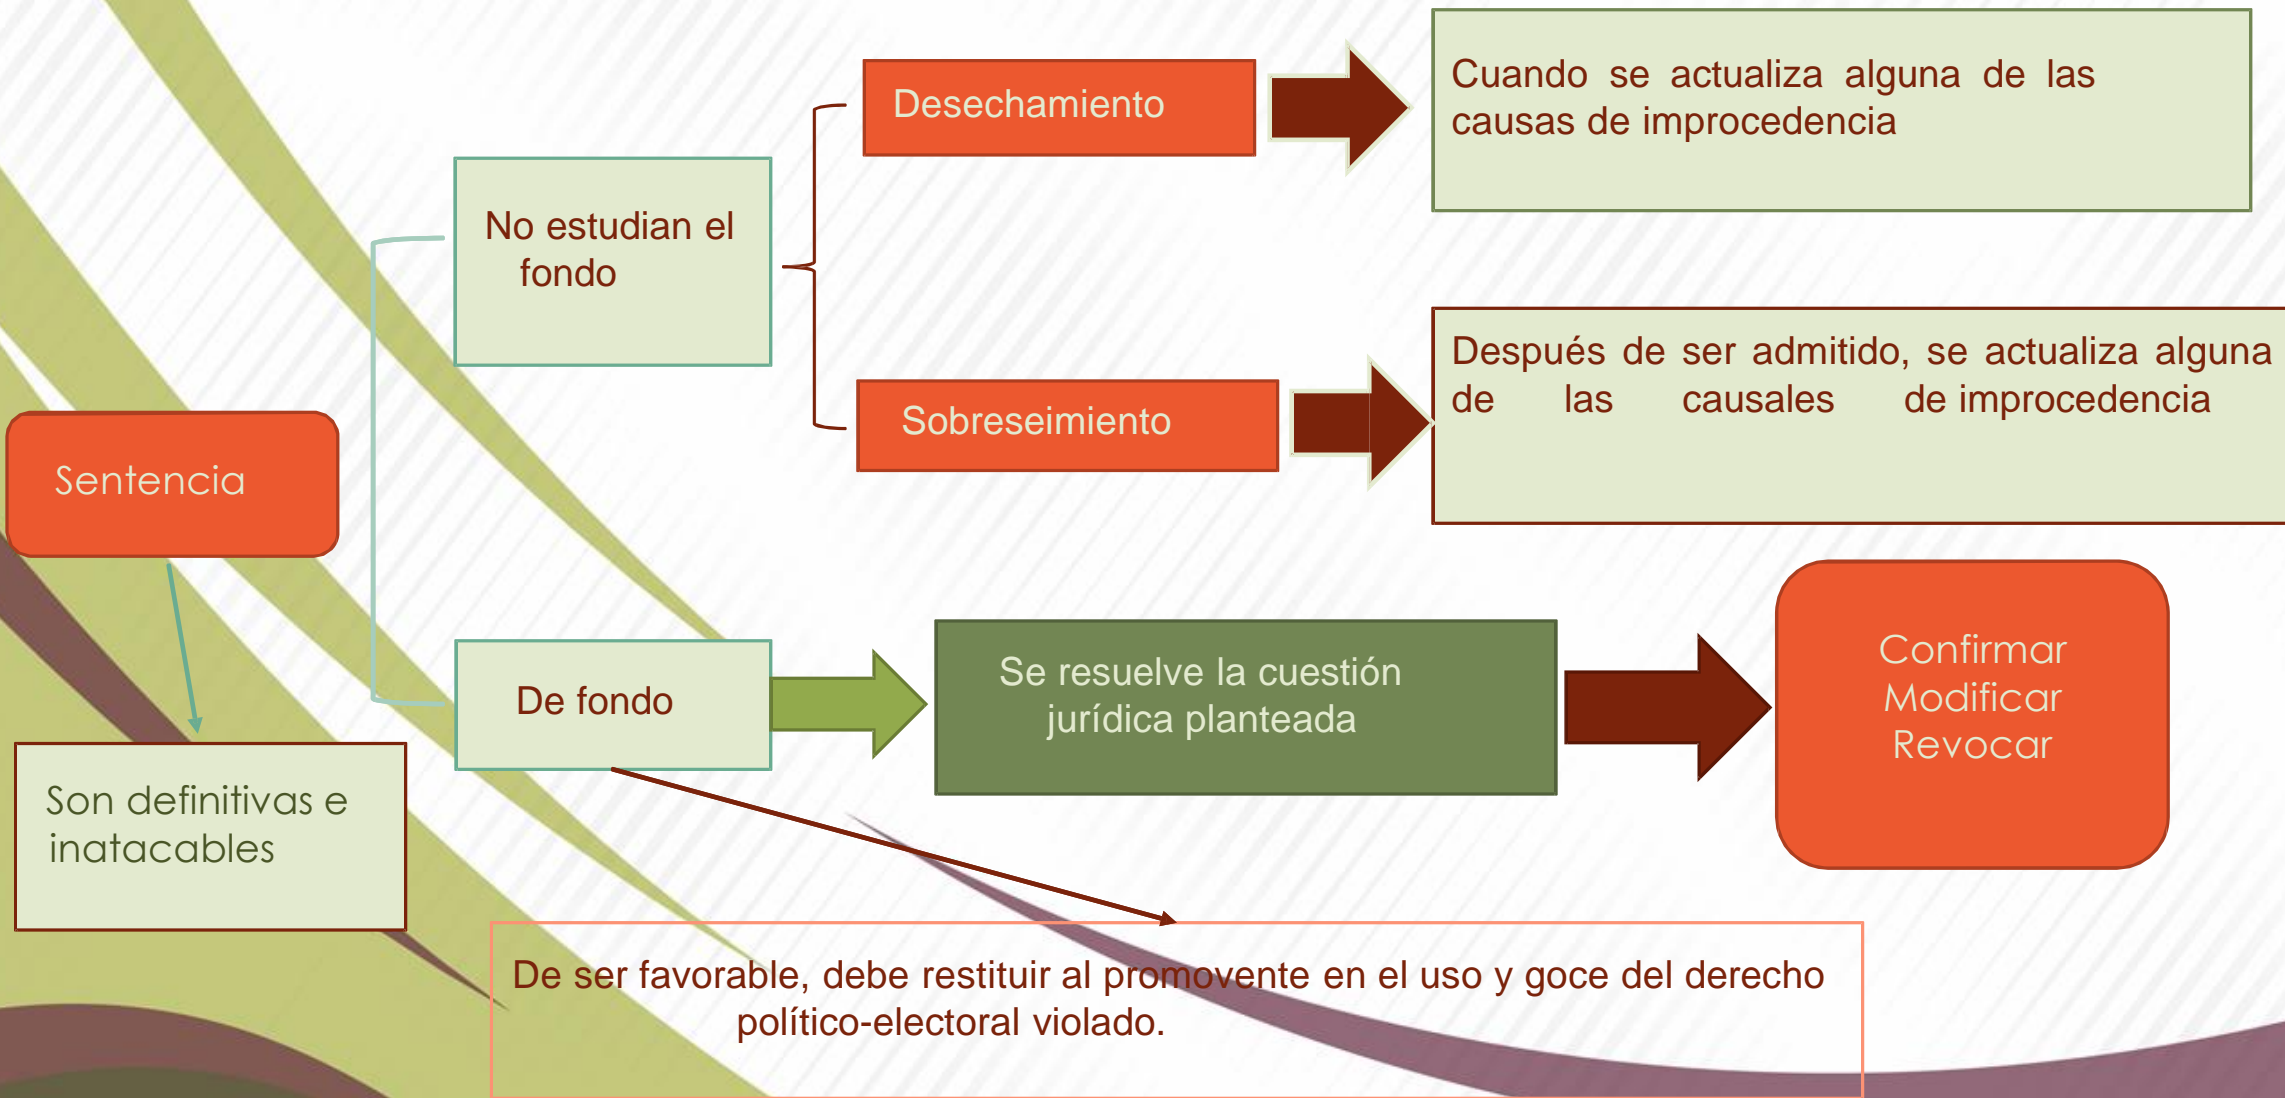 Desechamiento
Cuando se actualiza alguna de las
causas de improcedencia
No estudian el
fondo
Sobreseimiento
Después de ser admitido, se actualiza alguna
de las causales de improcedencia
Sentencia
De fondo
Se resuelve la cuestión
jurídica planteada
Confirmar
Modificar
Revocar
Son definitivas e
inatacables
De ser favorable, debe restituir al promovente en el uso y goce del derecho
político-electoral violado.